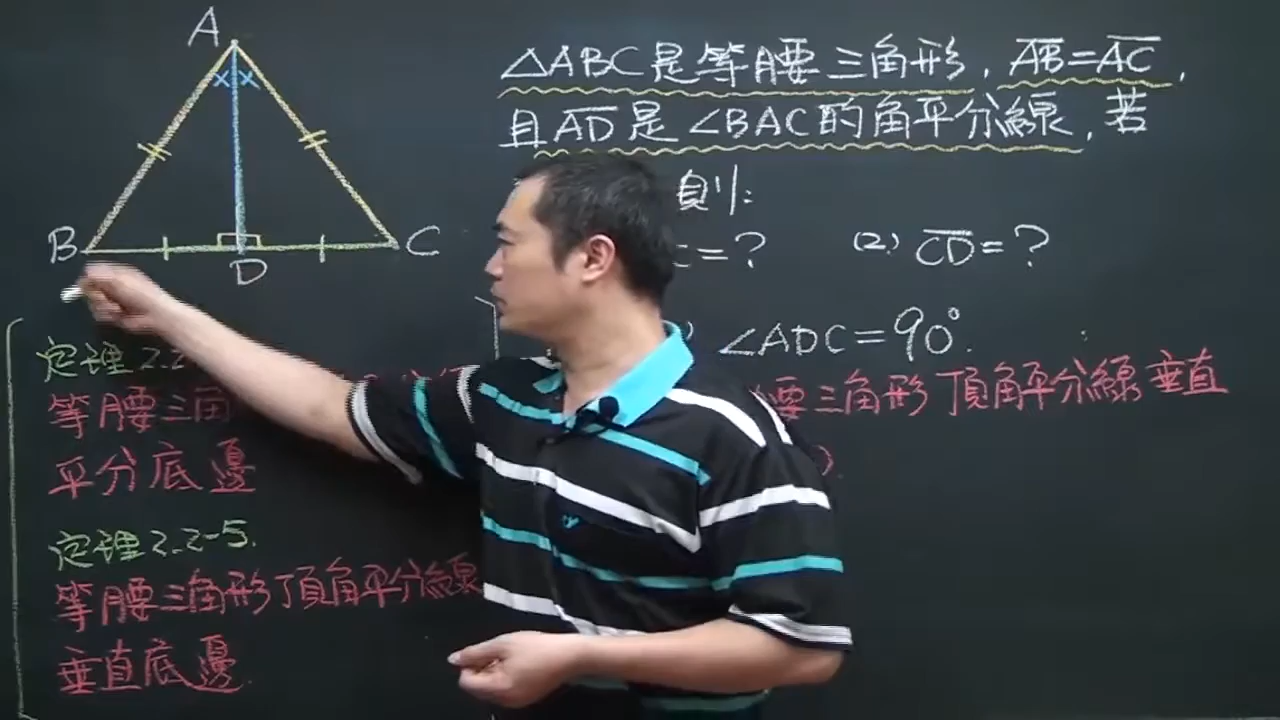 A
B
C
D
△ABC是等腰三角形，AB=AC，
且AD是∠BAC的角平分線，若
則：
C=？ (2) CD=？
∠ADC=90°.
腰三角形頂角平分線垂直
).
定理2.2
等腰三角
平分底邊
定理2.2-5.
等腰三角形頂角平分線
垂直底邊.